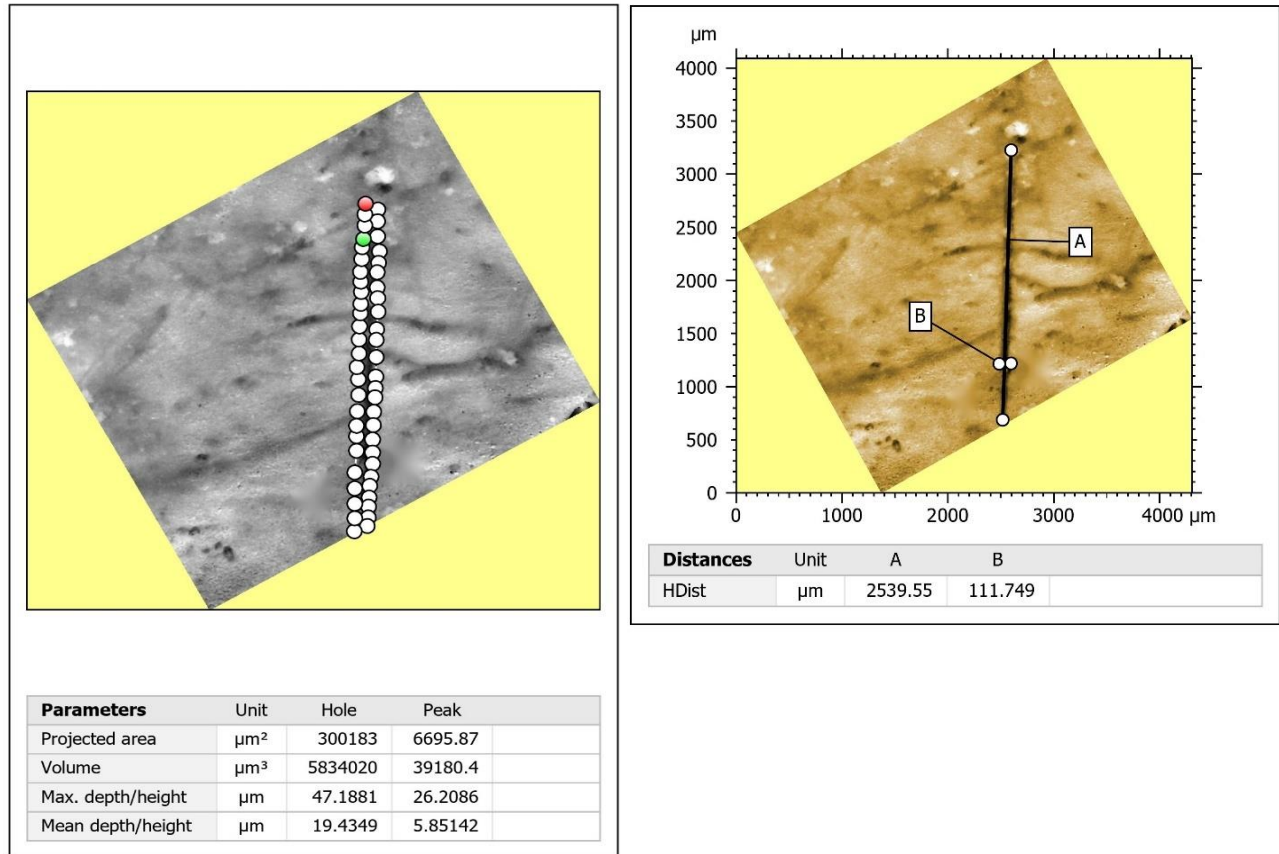 Parameters Unit Hole Peak
Projected area µm² 300183 6695.87
Volume µm³ 5834020 39180.4
Max. depth/height µm 47.1881 26.2086
Mean depth/height µm 19.4349 5.85142
µm
4000
3500
3000
2500
2000
1500
1000
500
0
A
B
0 1000 2000 3000 4000 µm
Distances Unit A B
HDist µm 2539.55 111.749